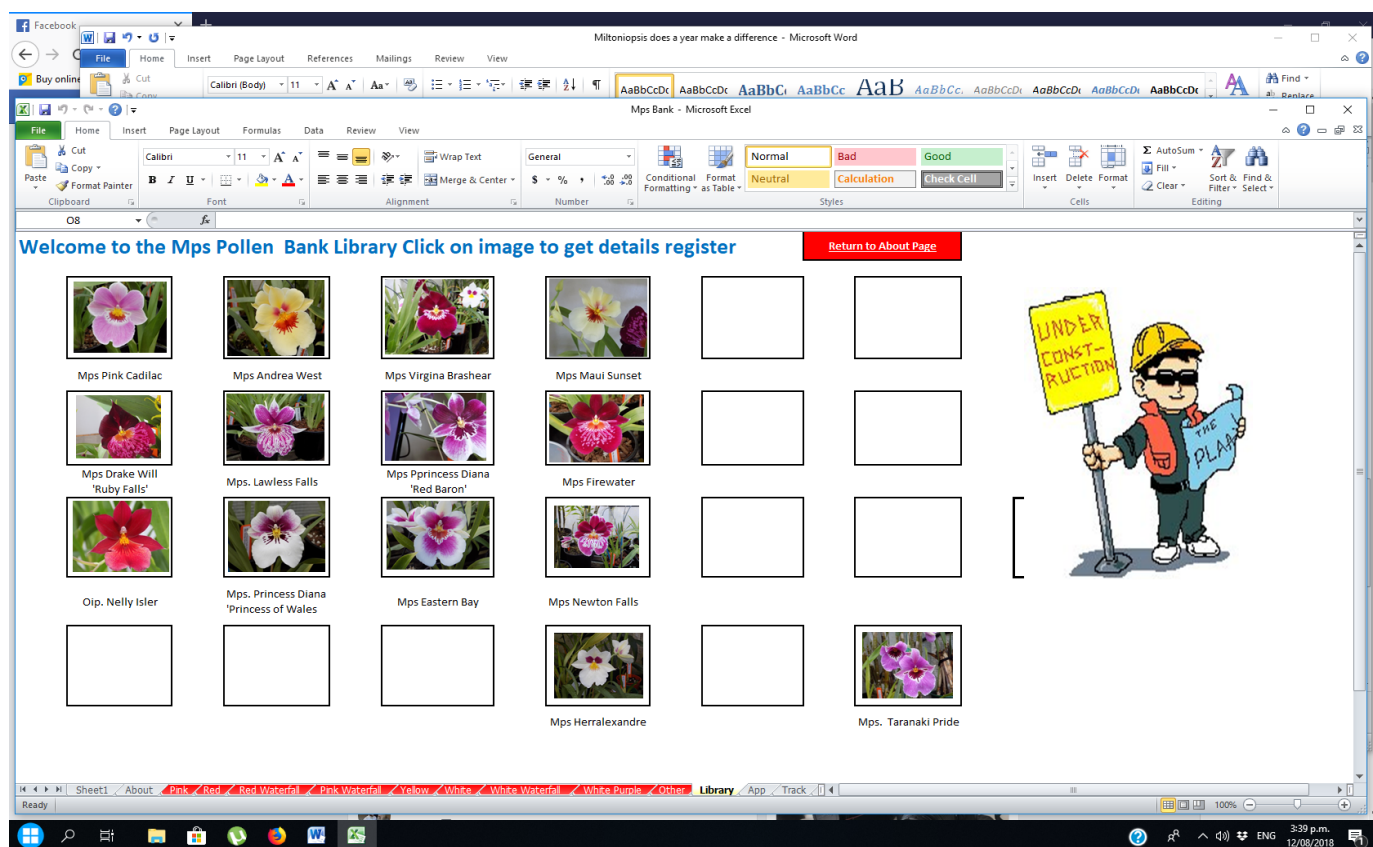 Facebook
Miltoniopsis does a year make a difference - Microsoft Word
File Home Insert Page Layout References Mailings Review View
Buy online
Cut
Calibri (Body) 11
AaBbCcDc AaBbCcDc AaBbC AaBbCc AaB AaBbCc. AaBbCcDc AaBbCcDc AaBbCcDc AaBbCcDc
Find
Copy
Replace
Mps Bank - Microsoft Excel
File Home Insert Page Layout Formulas Data Review View
Paste
Cut
Copy
Format Painter
Calibri 11
B I U
Wrap Text
Merge & Center
General
$ % ,
Conditional Formatting
Format as Table
Normal Bad Good
Neutral Calculation Check Cell
Insert Delete Format
Σ AutoSum
Fill
Clear
Sort & Filter
Find & Select
Clipboard Font Alignment Number Styles Cells Editing
O8 fx
Welcome to the Mps Pollen Bank Library Click on image to get details register
Return to About Page
UNDER
CONST-
RUCTION
THE
PLAN
Mps Pink Cadilac Mps Andrea West Mps Virgina Brashear Mps Maui Sunset
Mps Drake Will 'Ruby Falls'
Mps. Lawless Falls
Mps Pprincess Diana 'Red Baron'
Mps Firewater
Oip. Nelly Isler
Mps. Princess Diana 'Princess of Wales
Mps Eastern Bay
Mps Newton Falls
Mps Herralexandre Mps. Taranaki Pride
Sheet1 About Pink Red Red Waterfall Pink Waterfall Yellow White White Waterfall White Purple Other Library App Track
Ready 100%
ENG
3:39 p.m.
12/08/2018